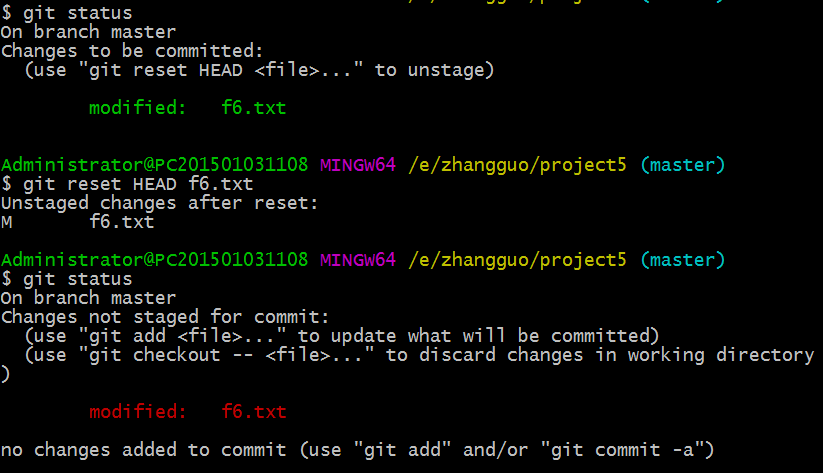 $ git status
On branch master
Changes to be committed:
  (use "git reset HEAD <file>..." to unstage)
        modified:   f6.txt
Administrator@PC201501031108 MINGW64 /e/zhangguo/project5 (master)
$ git reset HEAD f6.txt
Unstaged changes after reset:
M       f6.txt
Administrator@PC201501031108 MINGW64 /e/zhangguo/project5 (master)
$ git status
On branch master
Changes not staged for commit:
  (use "git add <file>..." to update what will be committed)
  (use "git checkout -- <file>..." to discard changes in working directory
)
        modified:   f6.txt
no changes added to commit (use "git add" and/or "git commit -a")